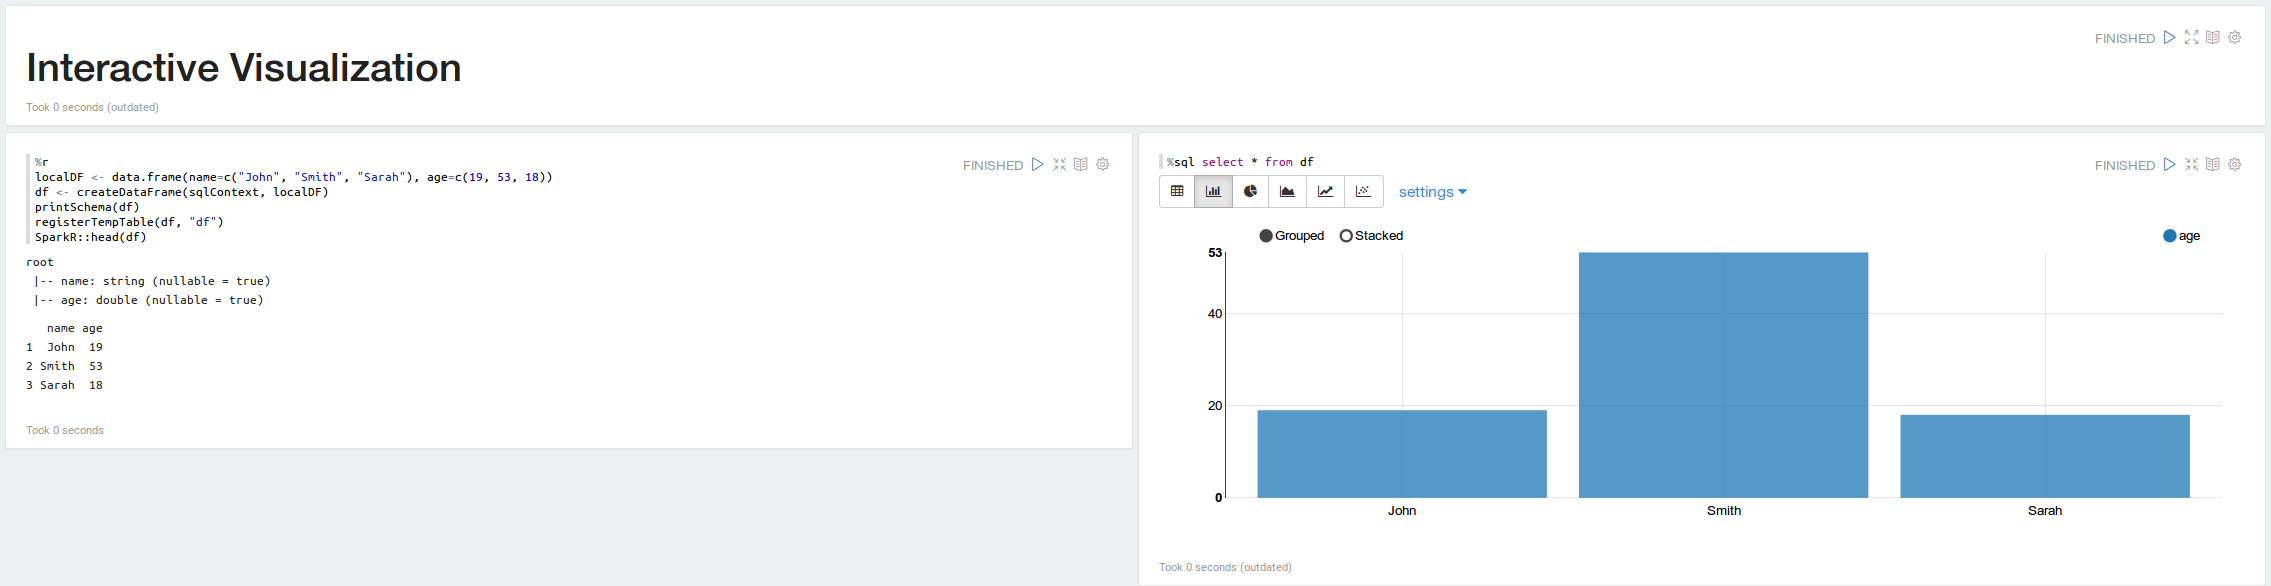 FINISHED
Interactive Visualization
Took 0 seconds (outdated)
%r
FINISHED
localDF <- data.frame(name=c("John", "Smith", "Sarah"), age=c(19, 53, 18))
df <- createDataFrame(sqlContext, localDF)
printSchema(df)
registerTempTable(df, "df")
SparkR::head(df)
root
 |-- name: string (nullable = true)
 |-- age: double (nullable = true)
   name age
1  John  19
2 Smith  53
3 Sarah  18
Took 0 seconds
%sql select * from df
FINISHED
settings
Grouped Stacked age
53
40
20
0
John Smith Sarah
Took 0 seconds (outdated)